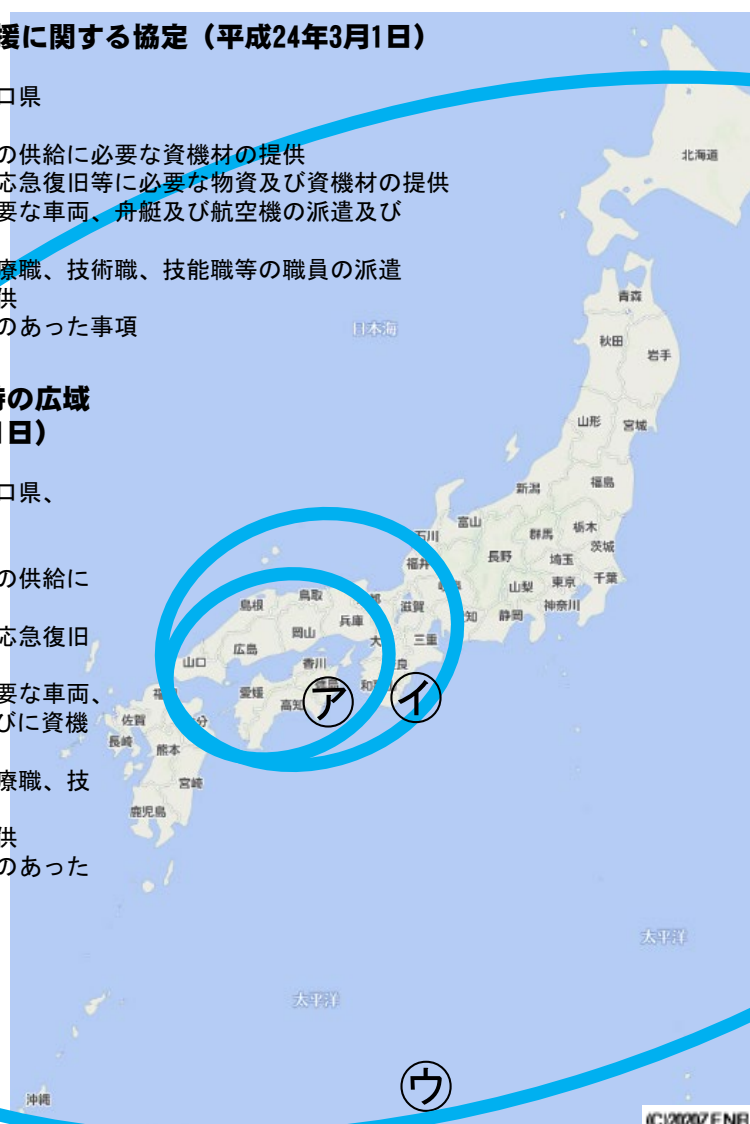 援に関する協定（平成24年3月1日）
口県
の供給に必要な資機材の提供
応急復旧等に必要な物資及び資機材の提供
要な車両、舟艇及び航空機の派遣及び
療職、技術職、技能職等の職員の派遣
供
のあった事項
時の広域
1日）
口県、
の供給に
応急復旧
要な車両、
びに資機
療職、技
供
のあった
北海道
青森
秋田
岩手
日本海
山形
宮城
新潟
福島
富山
石川
群馬
栃木
茨城
長野
埼玉
福井
山梨
東京
千葉
神奈川
静岡
滋賀
三重
鳥取
島根
兵庫
岡山
広島
山口
香川
愛媛
高知
佐賀
長崎
熊本
宮崎
鹿児島
ア
イ
太平洋
太平洋
ウ
沖縄